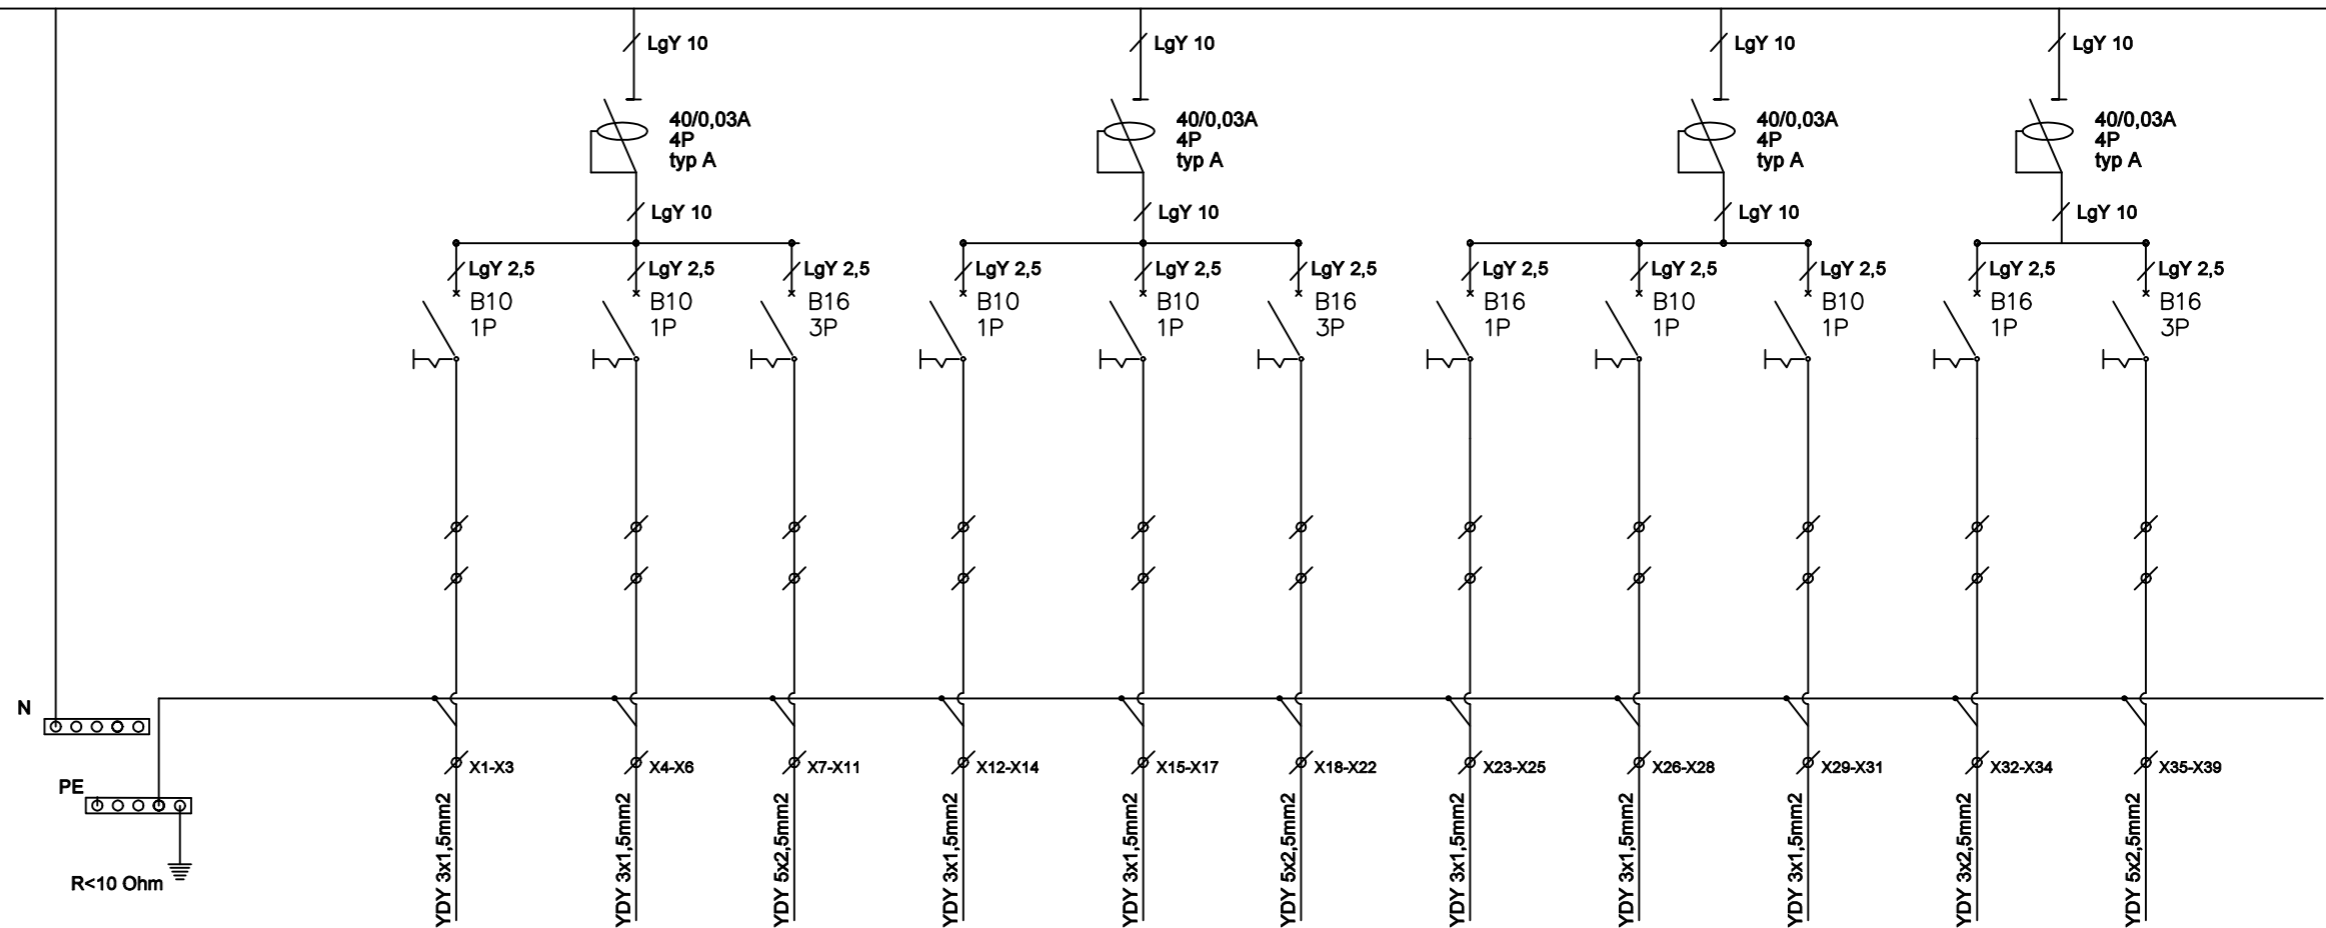 LgY 10
LgY 10
LgY 10
LgY 10
40/0,03A
4P
typ A
40/0,03A
4P
typ A
40/0,03A
4P
typ A
40/0,03A
4P
typ A
LgY 10
LgY 10
LgY 10
LgY 10
LgY 2,5
B10
1P
LgY 2,5
B10
1P
LgY 2,5
B16
3P
LgY 2,5
B10
1P
LgY 2,5
B10
1P
LgY 2,5
B16
3P
LgY 2,5
B16
1P
LgY 2,5
B10
1P
LgY 2,5
B10
1P
LgY 2,5
B16
1P
LgY 2,5
B16
3P
N
PE
R<10 Ohm
X1-X3
X4-X6
X7-X11
X12-X14
X15-X17
X18-X22
X23-X25
X26-X28
X29-X31
X32-X34
X35-X39
YDY 3x1,5mm2
YDY 3x1,5mm2
YDY 5x2,5mm2
YDY 3x1,5mm2
YDY 3x1,5mm2
YDY 5x2,5mm2
YDY 3x1,5mm2
YDY 3x1,5mm2
YDY 3x1,5mm2
YDY 3x2,5mm2
YDY 5x2,5mm2